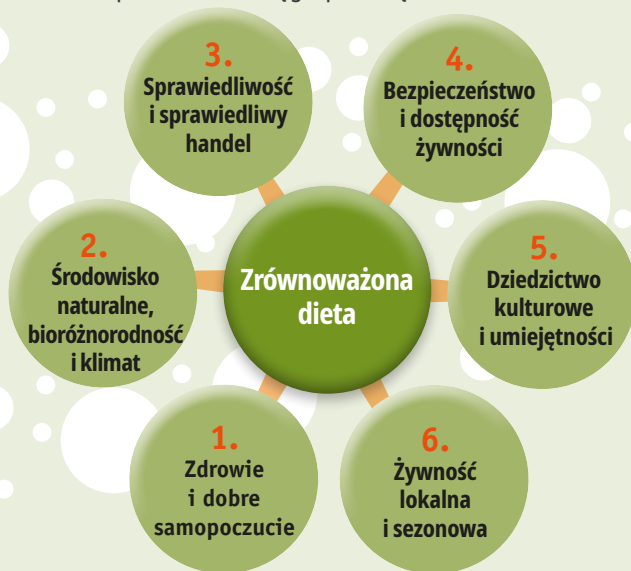 3.
Sprawiedliwość
i sprawiedliwy
handel
4.
Bezpieczeństwo
i dostępność
żywności
2.
Środowisko
naturalne,
bioróżnorodność
i klimat
Zrównoważona
dieta
5.
Dziedzictwo
kulturowe
i umiejętności
1.
Zdrowie
i dobre
samopoczucie
6.
Żywność
lokalna
i sezonowa